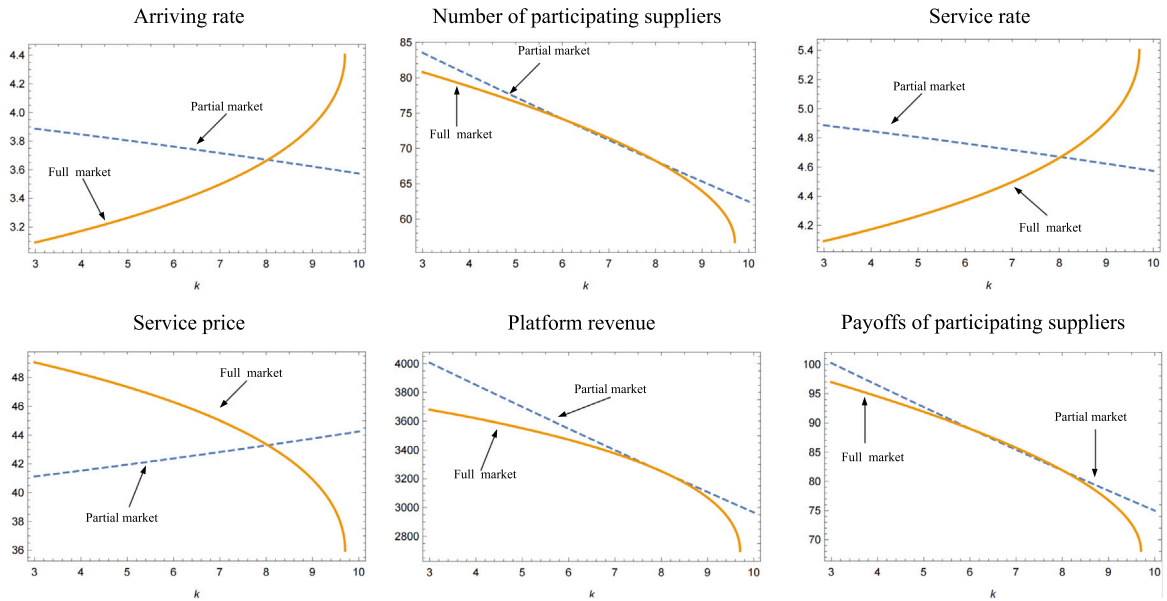 Arriving rate
4.4
4.2
4.0
3.8
3.6
3.4
3.2
Partial market
Full market
3 4 5 6 7 8 9 10
k
Number of participating suppliers
85
80
75
70
65
60
Partial market
Full market
3 4 5 6 7 8 9 10
k
Service rate
5.4
5.2
5.0
4.8
4.6
4.4
4.2
Partial market
Full market
3 4 5 6 7 8 9 10
k
Service price
48
46
44
42
40
38
36
Full market
Partial market
3 4 5 6 7 8 9 10
k
Platform revenue
4000
3800
3600
3400
3200
3000
2800
Partial market
Full market
3 4 5 6 7 8 9 10
k
Payoffs of participating suppliers
100
95
90
85
80
75
70
Partial market
Full market
3 4 5 6 7 8 9 10
k